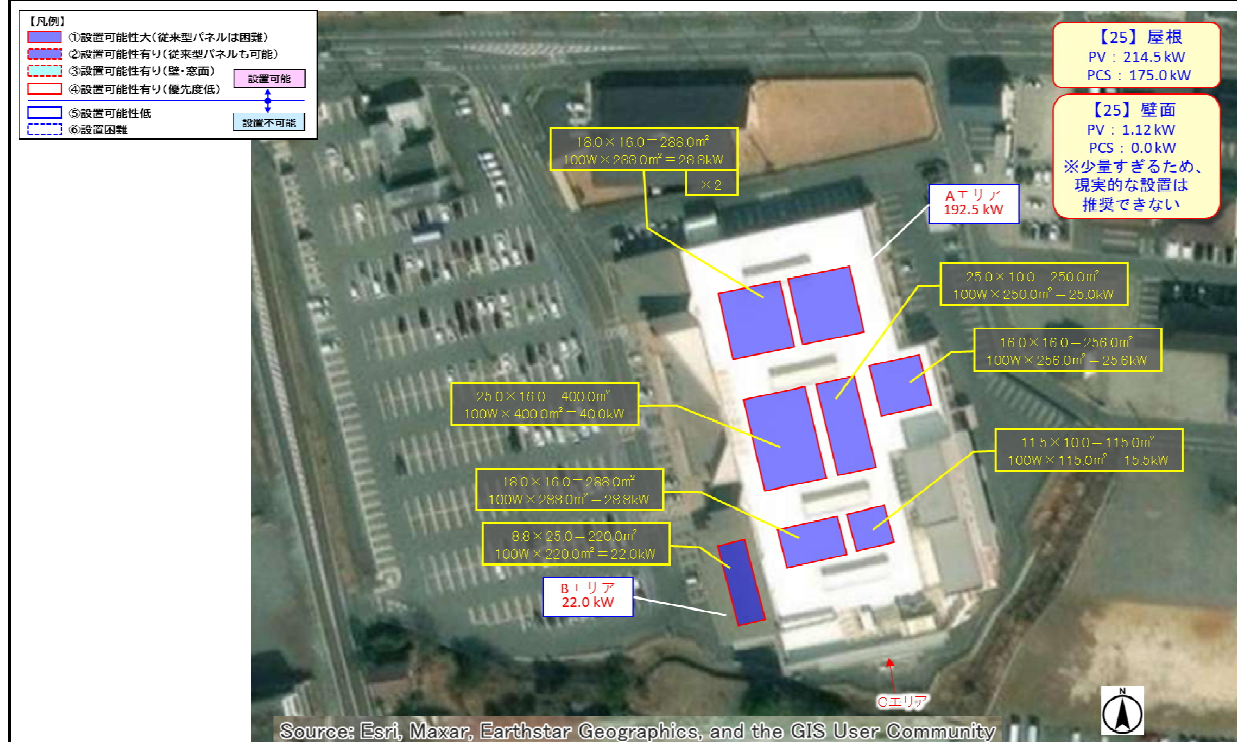 【凡例】
①設置可能性大(従来型パネルは困難)
②設置可能性有り(従来型パネルも可能)
③設置可能性有り(壁・窓面)
④設置可能性有り(優先度低)
⑤設置可能性低
⑥設置困難
設置可能
設置不可能
【25】屋根
PV：214.5kW
PCS：175.0kW
【25】壁面
PV：1.12kW
PCS：0.0kW
※少量すぎるため、
現実的な設置は
推奨できない
18.0×16.0=288.0㎡
100W×288.0㎡=28.8kW
×2
Aエリア
192.5 kW
25.0×10.0=250.0㎡
100W×250.0㎡=25.0kW
16.0×16.0=256.0㎡
100W×256.0㎡=25.6kW
25.0×16.0=400.0㎡
100W×400.0㎡=40.0kW
11.5×10.0=115.0㎡
100W×115.0㎡=15.5kW
18.0×16.0=288.0㎡
100W×288.0㎡=28.8kW
8.8×25.0=220.0㎡
100W×220.0㎡=22.0kW
Bエリア
22.0 kW
Cエリア
N
Source: Esri, Maxar, Earthstar Geographics, and the GIS User Community